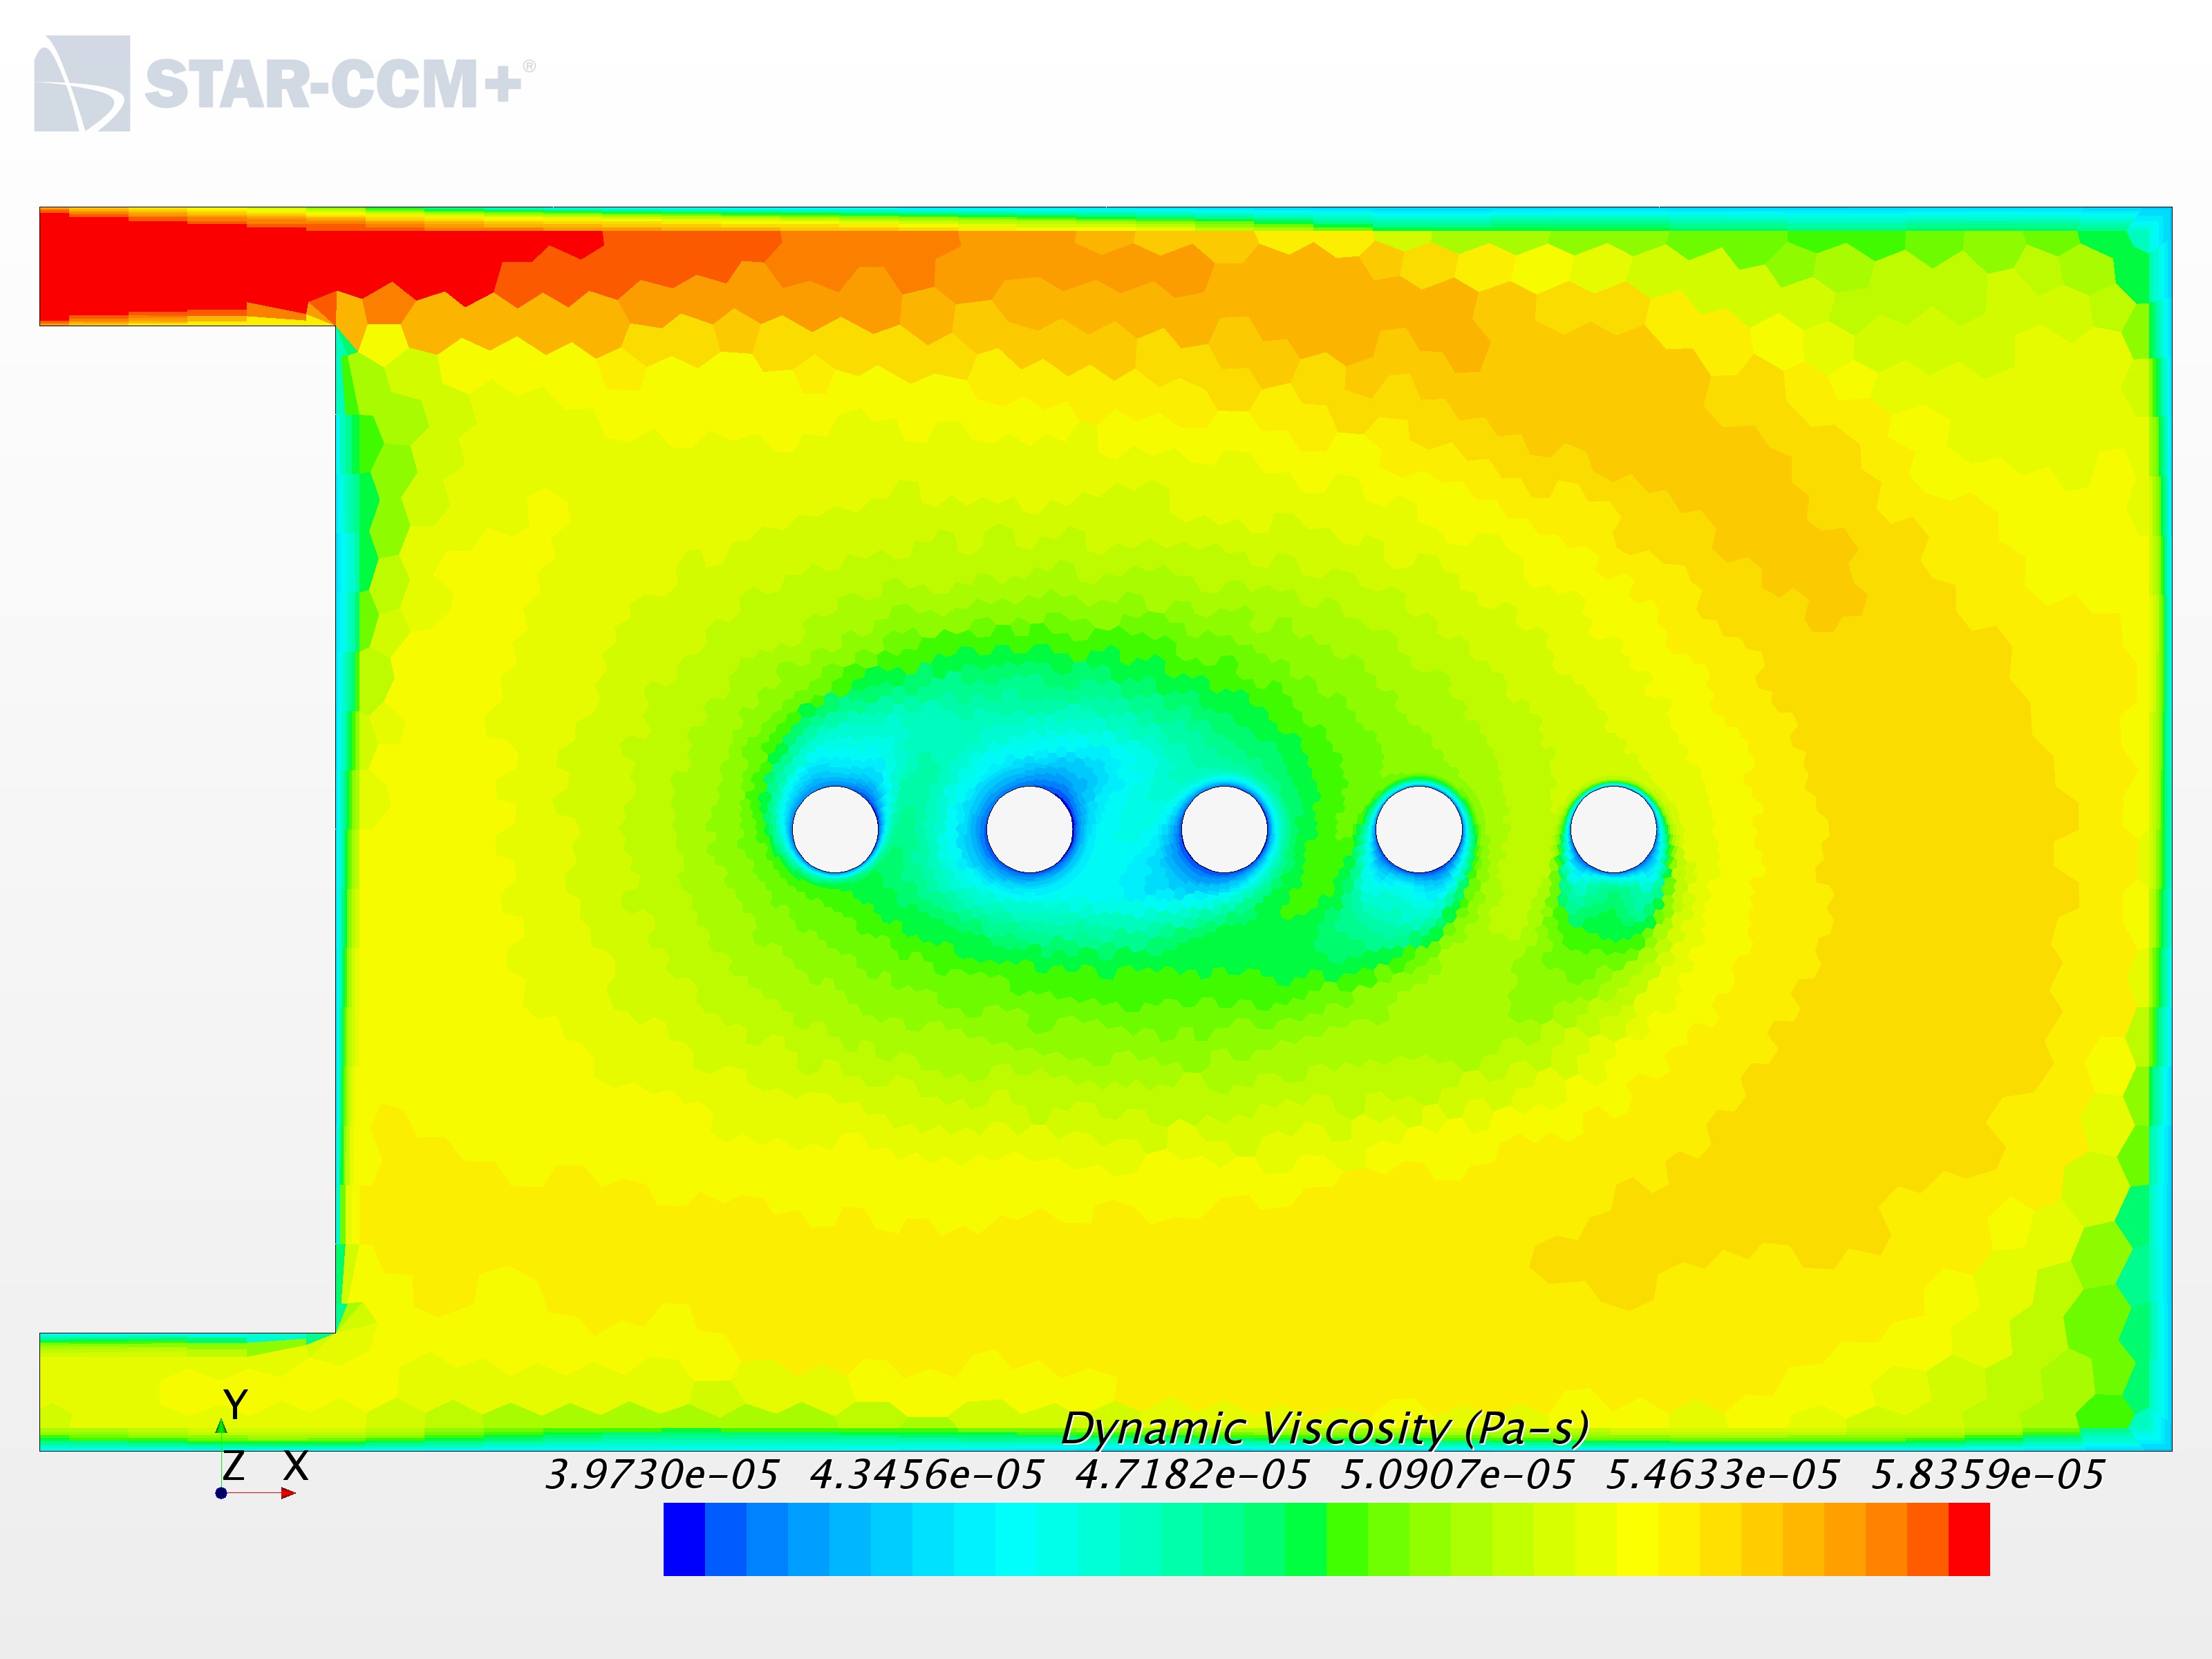 STAR-CCM+®
Y
Z X
Dynamic Viscosity (Pa-s)
3.9730e-05 4.3456e-05 4.7182e-05 5.0907e-05 5.4633e-05 5.8359e-05